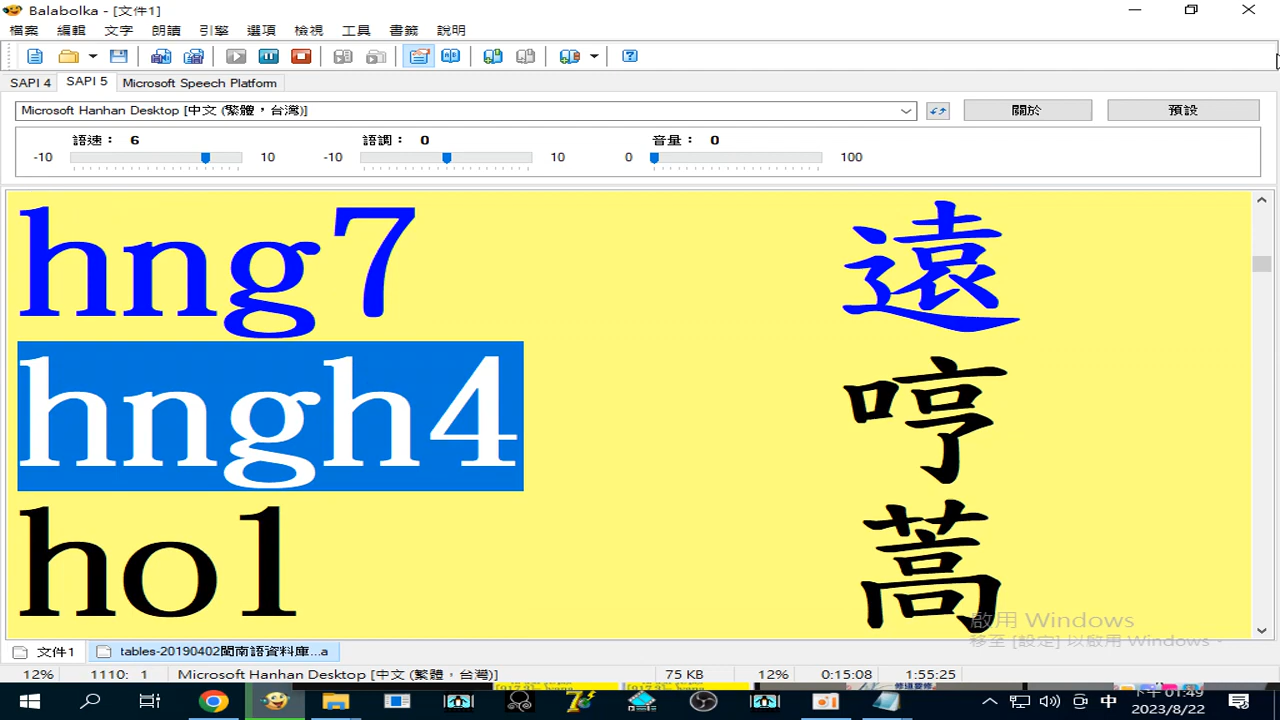 Balabolka - [文件1]
檔案 編輯 文字 朗讀 引擎 選項 檢視 工具 書籤 說明
SAPI 4 SAPI 5 Microsoft Speech Platform
Microsoft Hanhan Desktop [中文 (繁體，台灣)] 關於 預設
語速： 6 語調： 0 音量： 0
-10 10 -10 10 0 100
hng7 遠
hngh4 哼
ho1 蒿
啟用 Windows
移至 [設定] 以啟用 Windows。
文件1 tables-20190402閩南語資料庫...a
12% 1110: 1 Microsoft Hanhan Desktop [中文 (繁體，台灣)] 75 KB 12% 0:15:08 1:55:25
中 01:49
2023/8/22